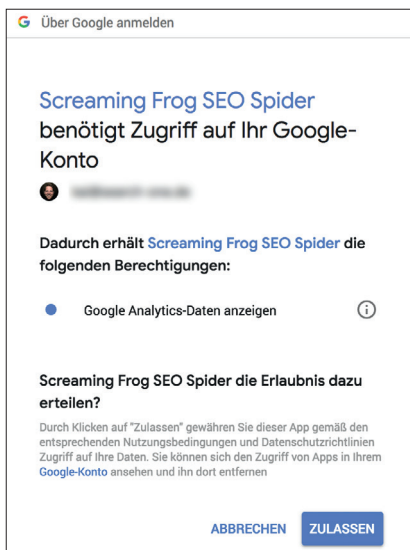 Über Google anmelden
Screaming Frog SEO Spider
benötigt Zugriff auf Ihr Google-
Konto
Dadurch erhält Screaming Frog SEO Spider die
folgenden Berechtigungen:
Google Analytics-Daten anzeigen
Screaming Frog SEO Spider die Erlaubnis dazu
erteilen?
Durch Klicken auf "Zulassen" gewähren Sie dieser App gemäß den
entsprechenden Nutzungsbedingungen und Datenschutzrichtlinien
Zugriff auf Ihre Daten. Sie können sich den Zugriff von Apps in Ihrem
Google-Konto ansehen und ihn dort entfernen
ABBRECHEN ZULASSEN